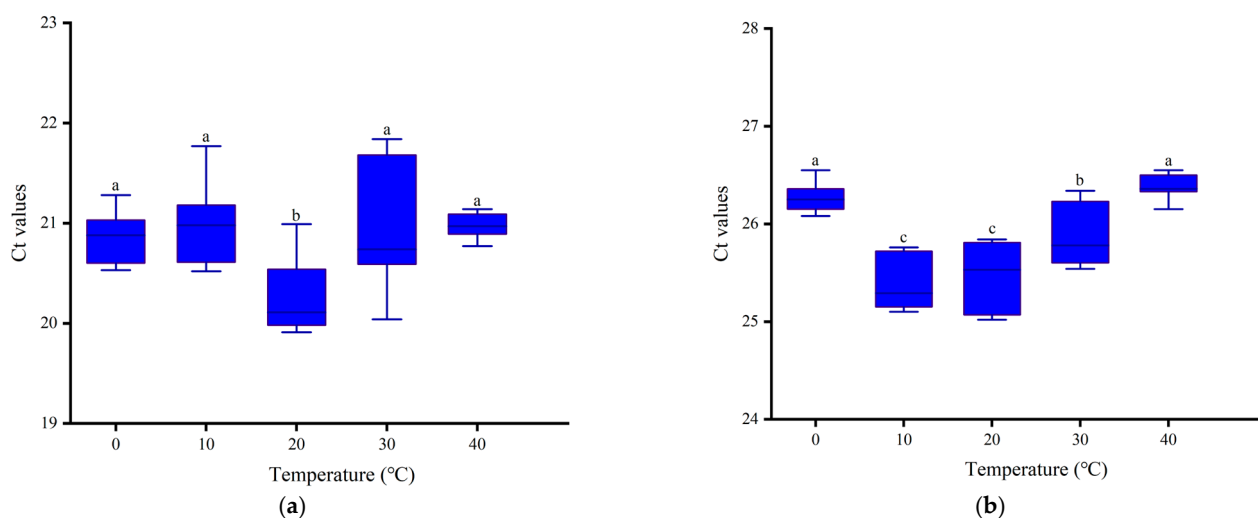 23
22
21
20
19
Ct values
a
a
b
a
a
0
10
20
30
40
Temperature (℃)
(a)
28
27
26
25
24
Ct values
a
c
c
b
a
0
10
20
30
40
Temperature (℃)
(b)